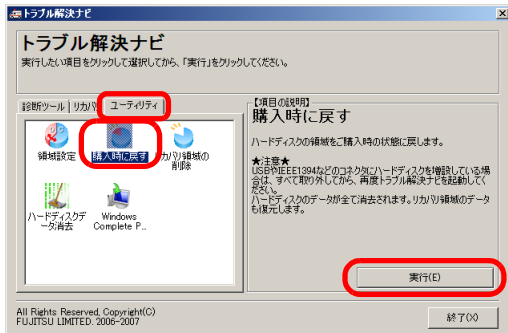 トラブル解決ナビ
トラブル解決ナビ
実行したい項目をクリックして選択してから、「実行」をクリックしてください。
診断ツール
リカバリ
ユーティリティ
領域設定
購入時に戻す
リカバリ領域の
削除
ハードディスクデ
ータ消去
Windows
Complete P...
【項目の説明】
購入時に戻す
ハードディスクの領域をご購入時の状態に戻します。
★注意★
USBやIEEE1394などのコネクタにハードディスクを増設している場
合は、すべて取り外してから、再度トラブル解決ナビを起動してく
ださい。
ハードディスクのデータが全て消去されます。リカバリ領域のデータ
も復元します。
実行(E)
All Rights Reserved, Copyright(C)
FUJITSU LIMITED. 2006-2007
終了(X)